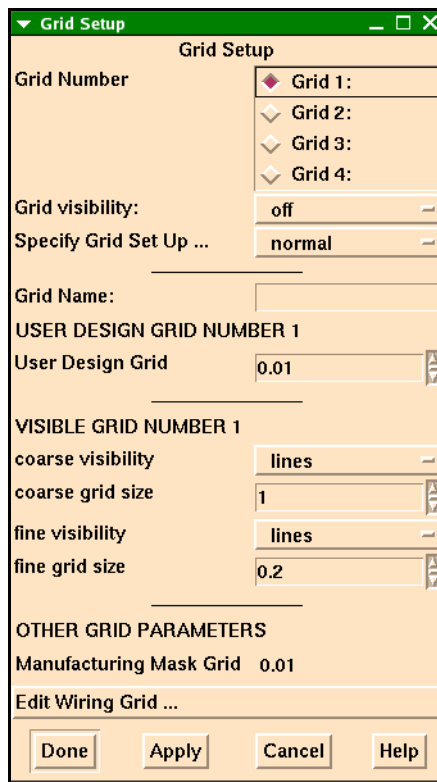 Grid Setup
Grid Setup
Grid Number
Grid 1:
Grid 2:
Grid 3:
Grid 4:
Grid visibility: off
Specify Grid Set Up ... normal
Grid Name:
USER DESIGN GRID NUMBER 1
User Design Grid 0.01
VISIBLE GRID NUMBER 1
coarse visibility lines
coarse grid size 1
fine visibility lines
fine grid size 0.2
OTHER GRID PARAMETERS
Manufacturing Mask Grid 0.01
Edit Wiring Grid ...
Done Apply Cancel Help